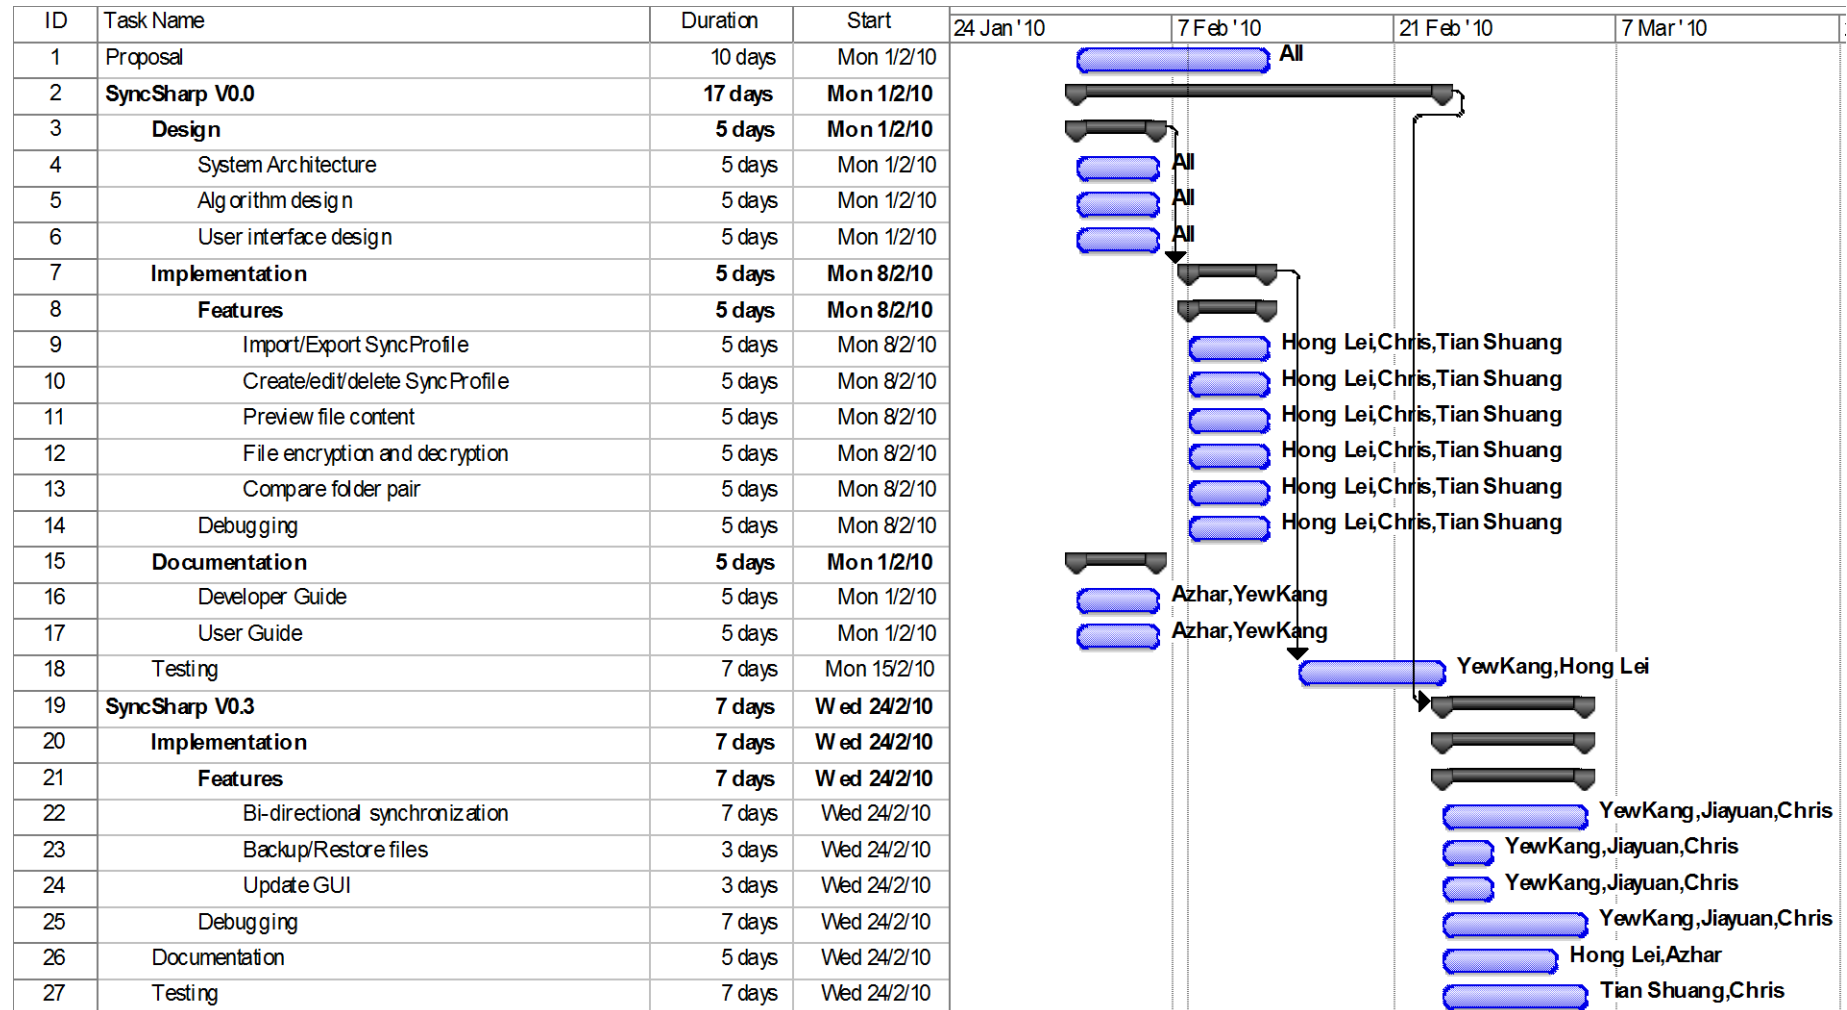 ID Task Name Duration Start 24 Jan '10 7 Feb '10 21 Feb '10 7 Mar '10
1 Proposal 10 days Mon 1/2/10 All
2 SyncSharp V0.0 17 days Mon 1/2/10
3 Design 5 days Mon 1/2/10
4 System Architecture 5 days Mon 1/2/10 All
5 Algorithm design 5 days Mon 1/2/10 All
6 User interface design 5 days Mon 1/2/10 All
7 Implementation 5 days Mon 8/2/10
8 Features 5 days Mon 8/2/10
9 Import/Export SyncProfile 5 days Mon 8/2/10 Hong Lei,Chris,Tian Shuang
10 Create/edit/delete SyncProfile 5 days Mon 8/2/10 Hong Lei,Chris,Tian Shuang
11 Preview file content 5 days Mon 8/2/10 Hong Lei,Chris,Tian Shuang
12 File encryption and decryption 5 days Mon 8/2/10 Hong Lei,Chris,Tian Shuang
13 Compare folder pair 5 days Mon 8/2/10 Hong Lei,Chris,Tian Shuang
14 Debugging 5 days Mon 8/2/10 Hong Lei,Chris,Tian Shuang
15 Documentation 5 days Mon 1/2/10
16 Developer Guide 5 days Mon 1/2/10 Azhar,YewKang
17 User Guide 5 days Mon 1/2/10 Azhar,YewKang
18 Testing 7 days Mon 15/2/10 YewKang,Hong Lei
19 SyncSharp V0.3 7 days Wed 24/2/10
20 Implementation 7 days Wed 24/2/10
21 Features 7 days Wed 24/2/10
22 Bi-directional synchronization 7 days Wed 24/2/10 YewKang,Jiayuan,Chris
23 Backup/Restore files 3 days Wed 24/2/10 YewKang,Jiayuan,Chris
24 Update GUI 3 days Wed 24/2/10 YewKang,Jiayuan,Chris
25 Debugging 7 days Wed 24/2/10 YewKang,Jiayuan,Chris
26 Documentation 5 days Wed 24/2/10 Hong Lei,Azhar
27 Testing 7 days Wed 24/2/10 Tian Shuang,Chris